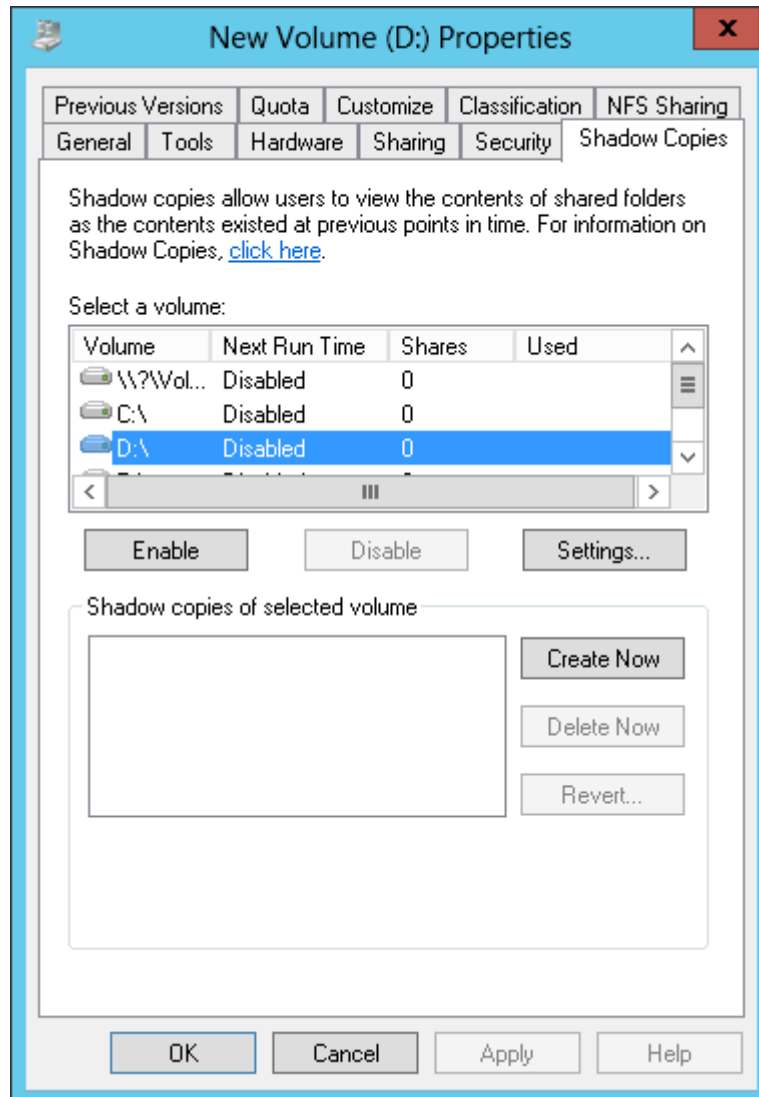 New Volume (D:) Properties
x
Previous Versions Quota Customize Classification NFS Sharing
General Tools Hardware Sharing Security Shadow Copies
Shadow copies allow users to view the contents of shared folders
as the contents existed at previous points in time. For information on
Shadow Copies, click here.
Select a volume:
Volume Next Run Time Shares Used
\\?\Vol... Disabled 0
C:\ Disabled 0
D:\ Disabled 0
Enable Disable Settings...
Shadow copies of selected volume
Create Now
Delete Now
Revert...
OK Cancel Apply Help